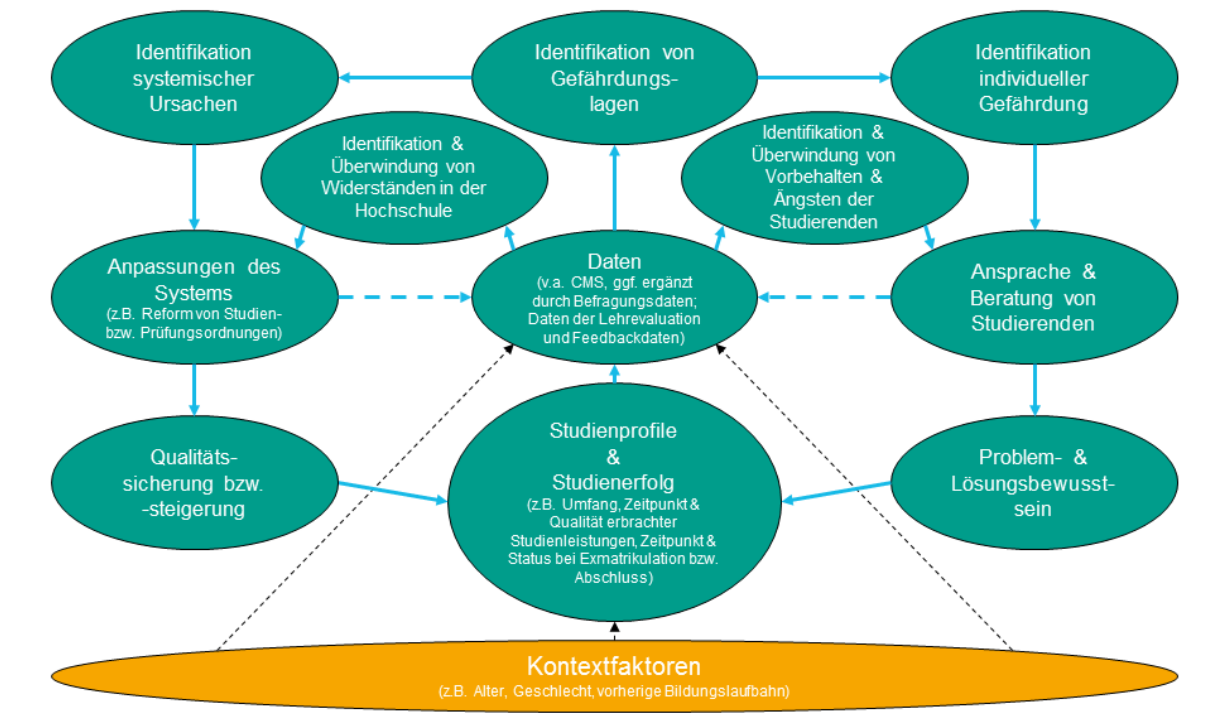 Identifikation
systemischer
Ursachen
Identifikation von
Gefährdungs-
lagen
Identifikation
individueller
Gefährdung
Identifikation &
Überwindung von
Widerständen in der
Hochschule
Identifikation &
Überwindung von
Vorbehalten &
Ängsten der
Studierenden
Anpassungen des
Systems
(z.B. Reform von Studien-
bzw. Prüfungsordnungen)
Daten
(v.a. CMS, ggf. ergänzt
durch Befragungsdaten;
Daten der Lehrevaluation
und Feedbackdaten)
Ansprache &
Beratung von
Studierenden
Qualitäts-
sicherung bzw.
-steigerung
Studienprofile
&
Studienerfolg
(z.B. Umfang, Zeitpunkt &
Qualität erbrachter
Studienleistungen, Zeitpunkt &
Status bei Exmatrikulation bzw.
Abschluss)
Problem- &
Lösungsbewusst-
sein
Kontextfaktoren
(z.B. Alter, Geschlecht, vorherige Bildungslaufbahn)